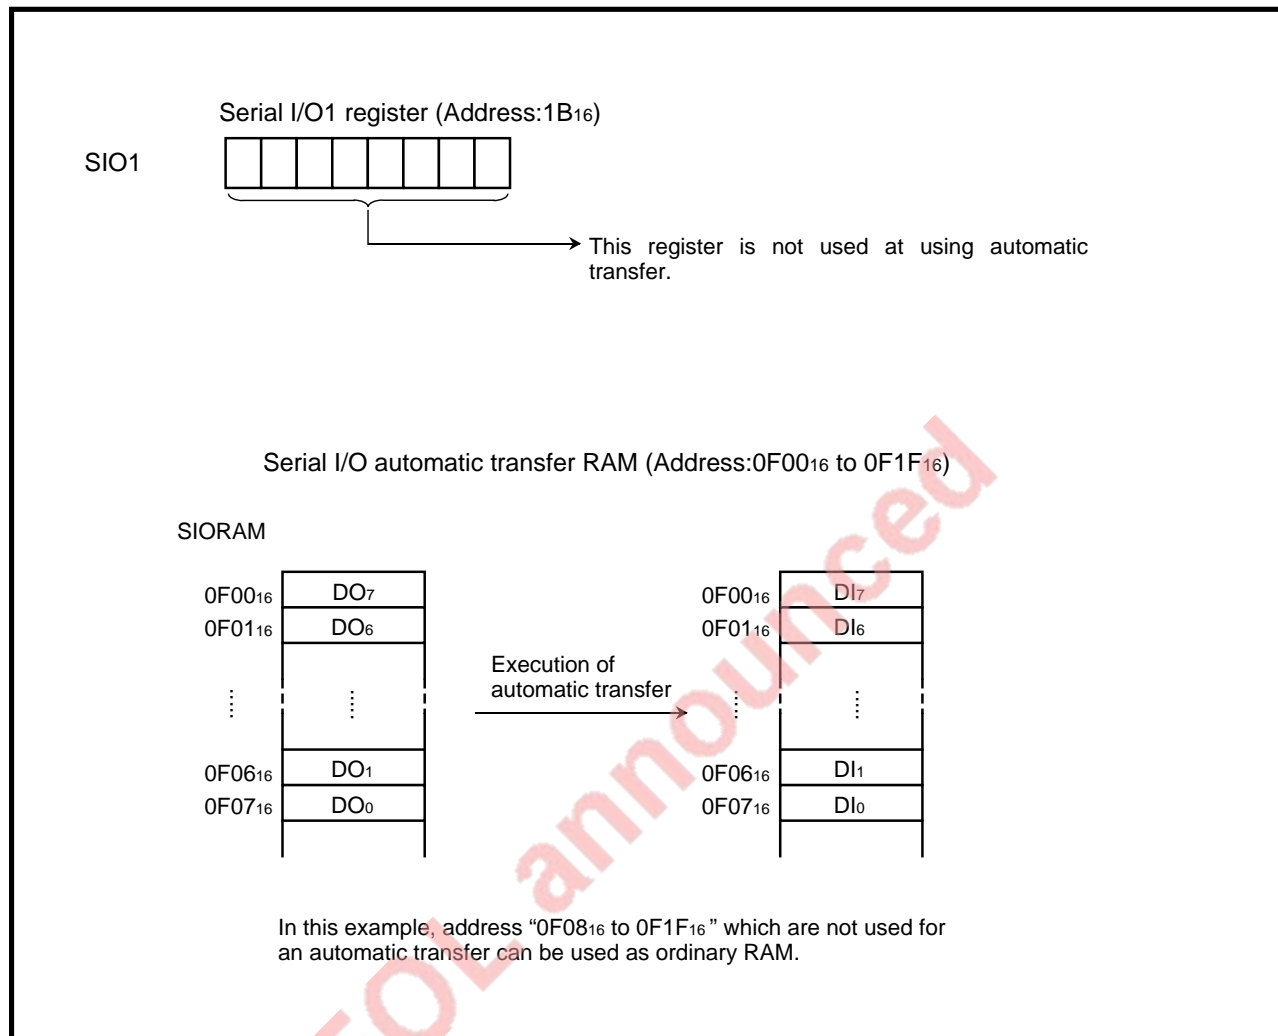 Serial I/O1 register (Address:1B16)
SIO1
This register is not used at using automatic
transfer.
Serial I/O automatic transfer RAM (Address:0F0016 to 0F1F16)
SIORAM
0F0016 DO7
0F0116 DO6
0F0616 DO1
0F0716 DO0
Execution of
automatic transfer
0F0016 DI7
0F0116 DI6
0F0616 DI1
0F0716 DI0
In this example, address “0F0816 to 0F1F16” which are not used for
an automatic transfer can be used as ordinary RAM.
EOL announced